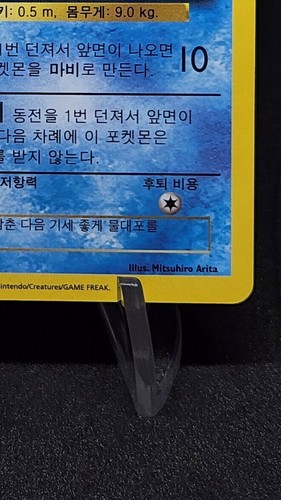 키: 0.5 m, 몸무게: 9.0 kg.
1번 던져서 앞면이 나오면 10
켓몬을 마비로 만든다.
동전을 1번 던져서 앞면이
다음 차례에 이 포켓몬은
를 받지 않는다.
저항력 후퇴 비용
춘 다음 기세 좋게 물대포를
Illus. Mitsuhiro Arita
intendo/Creatures/GAME FREAK.